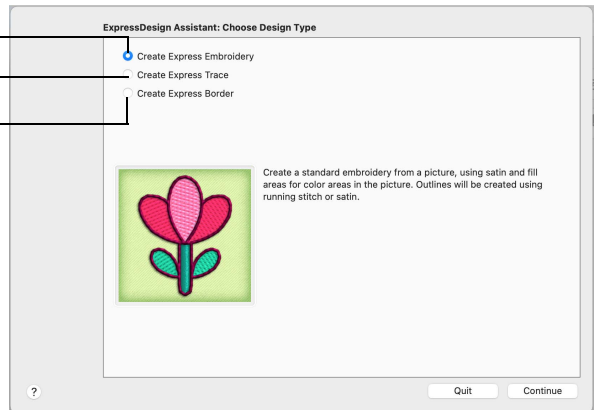 ExpressDesign Assistant: Choose Design Type
Create Express Embroidery
Create Express Trace
Create Express Border
Create a standard embroidery from a picture, using satin and fill
areas for color areas in the picture. Outlines will be created using
running stitch or satin.
?
Quit
Continue